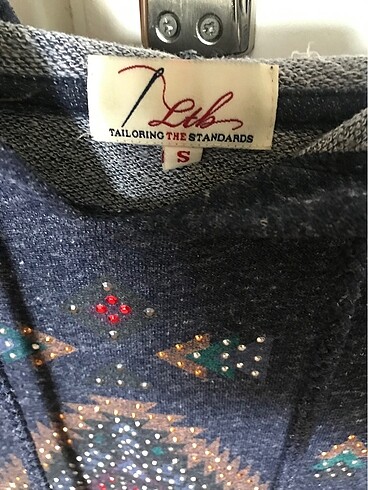 Ltb
TAILORING THE STANDARDS
S